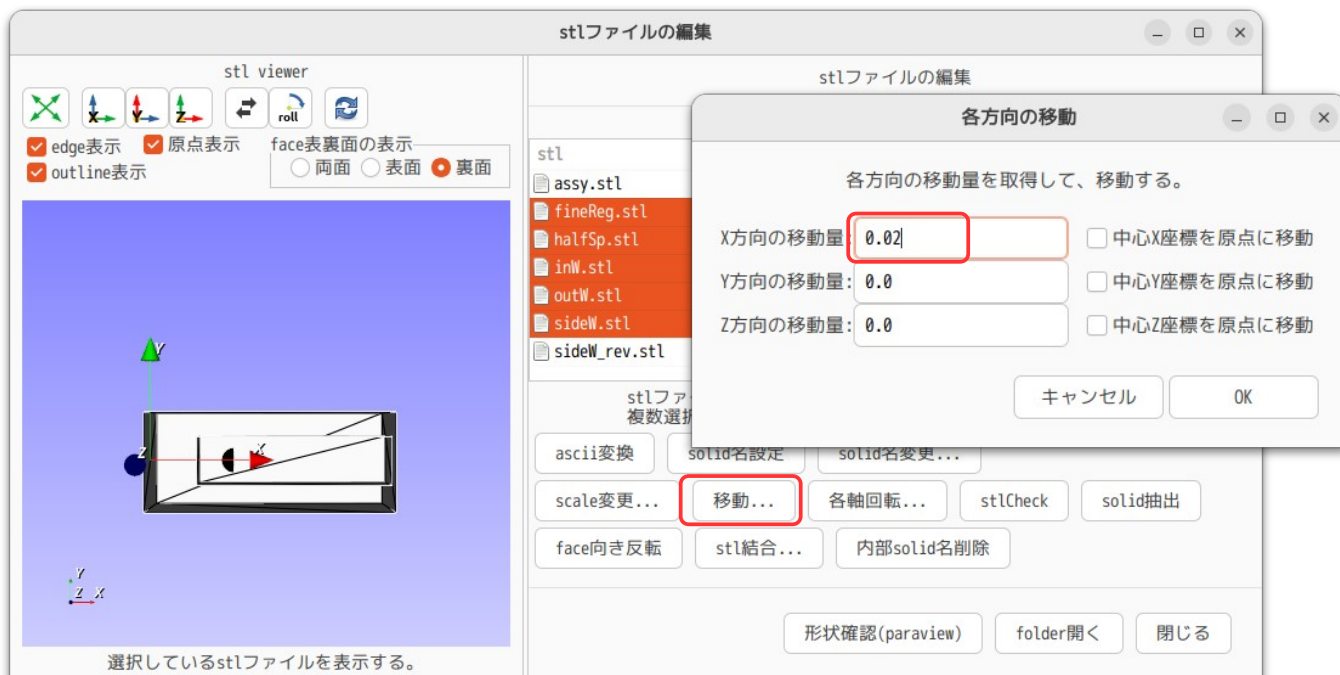 stlファイルの編集
stl viewer
X
Y
Z
roll
edge表示
原点表示
outline表示
face表裏面の表示
両面
表面
裏面
Y
Z
X
Y
Z X
選択しているstlファイルを表示する。
stlファイルの編集
stl
assy.stl
fineReg.stl
halfSp.stl
inW.stl
outW.stl
sideW.stl
sideW_rev.stl
stlファ
複数選択
ascii変換
solid名設定
solid名変更...
scale変更...
移動...
各軸回転...
stlCheck
solid抽出
face向き反転
stl結合...
内部solid名削除
形状確認(paraview)
folder開く
閉じる
各方向の移動
各方向の移動量を取得して、移動する。
X方向の移動量: 0.02
中心X座標を原点に移動
Y方向の移動量: 0.0
中心Y座標を原点に移動
Z方向の移動量: 0.0
中心Z座標を原点に移動
キャンセル
OK